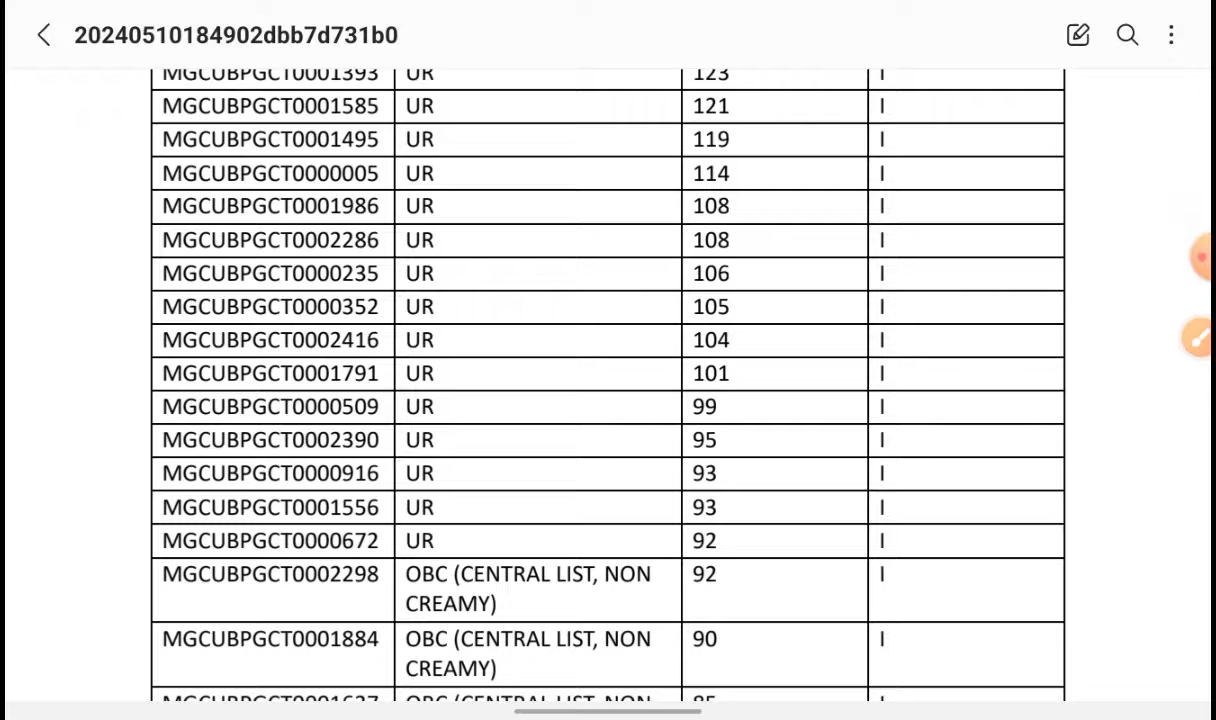 20240510184902dbb7d731b0
MGCUBPGCT0001393 UR 123 I
MGCUBPGCT0001585 UR 121 I
MGCUBPGCT0001495 UR 119 I
MGCUBPGCT0000005 UR 114 I
MGCUBPGCT0001986 UR 108 I
MGCUBPGCT0002286 UR 108 I
MGCUBPGCT0000235 UR 106 I
MGCUBPGCT0000352 UR 105 I
MGCUBPGCT0002416 UR 104 I
MGCUBPGCT0001791 UR 101 I
MGCUBPGCT0000509 UR 99 I
MGCUBPGCT0002390 UR 95 I
MGCUBPGCT0000916 UR 93 I
MGCUBPGCT0001556 UR 93 I
MGCUBPGCT0000672 UR 92 I
MGCUBPGCT0002298 OBC (CENTRAL LIST, NON 92 I
CREAMY)
MGCUBPGCT0001884 OBC (CENTRAL LIST, NON 90 I
CREAMY)